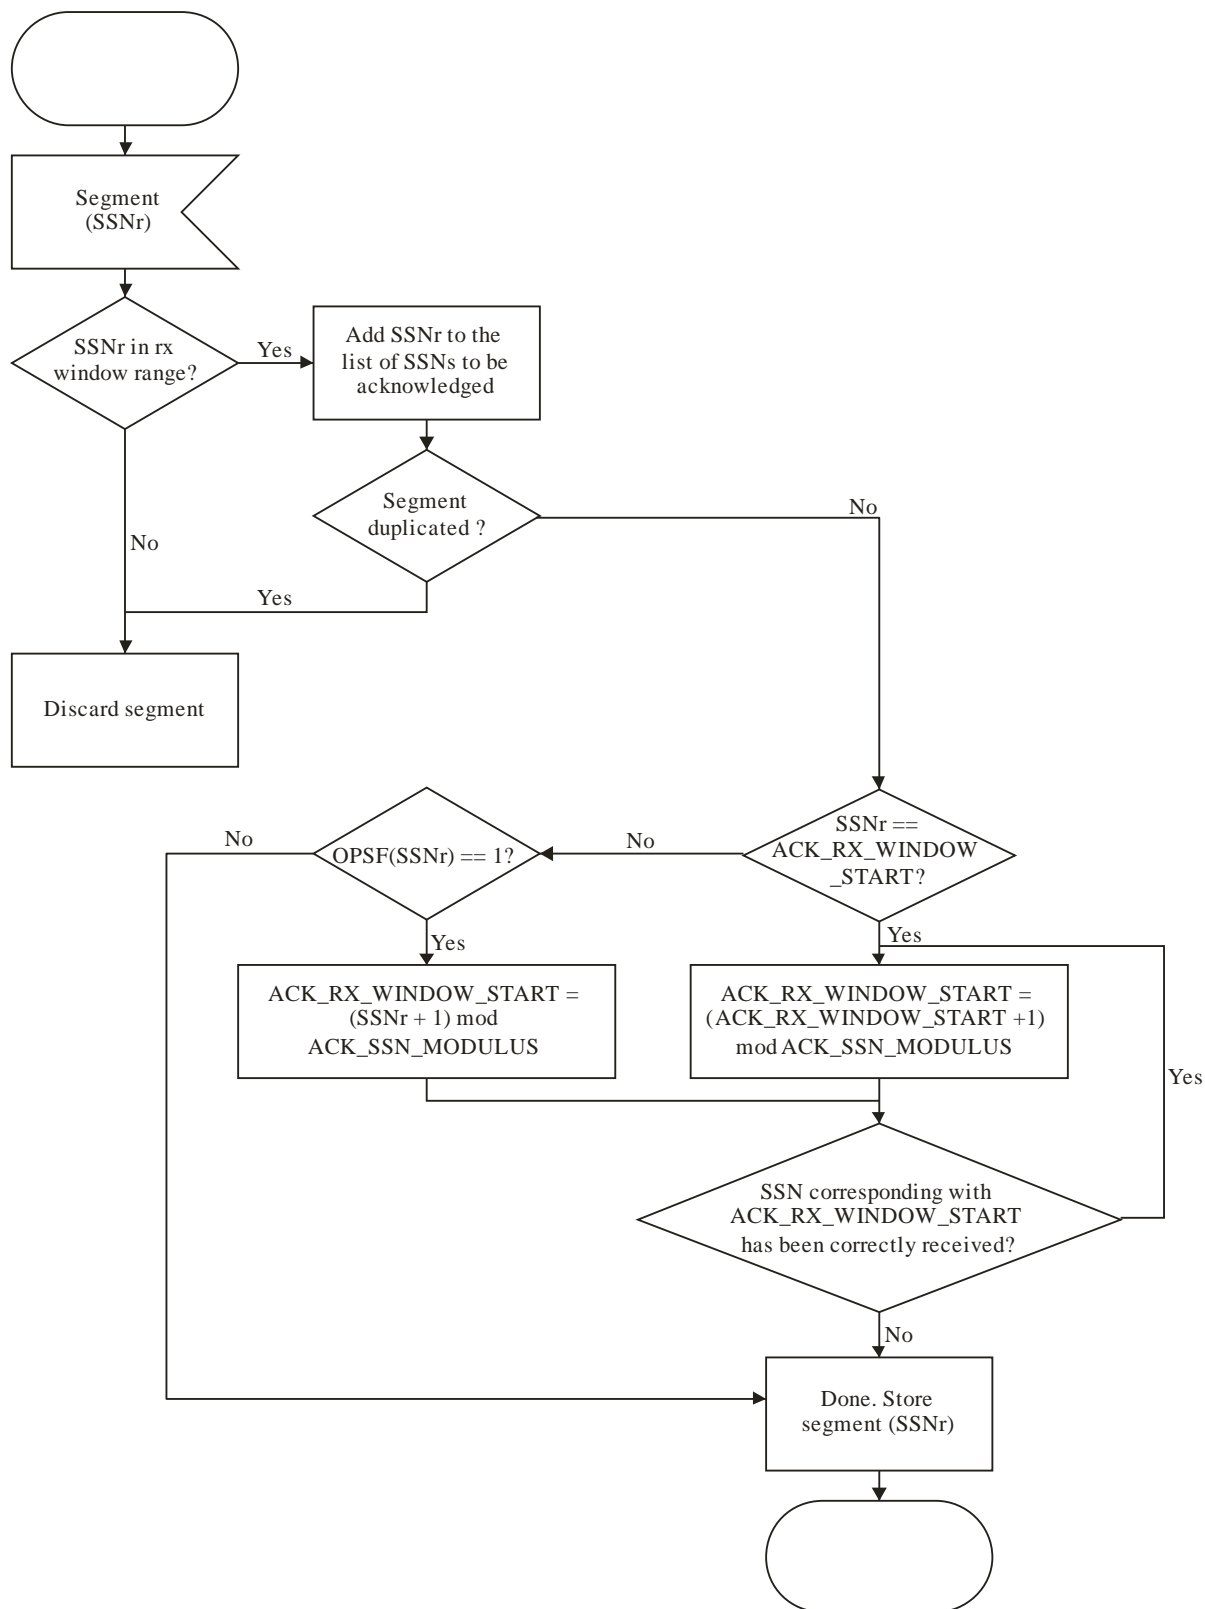 Segment
(SSNr)
SSNr in rx
window range?
Yes
Add SSNr to the
list of SSNs to be
acknowledged
Segment
duplicated ?
No
No
Yes
Discard segment
No
OPSF(SSNr) == 1?
No
SSNr ==
ACK_RX_WINDOW
_START?
Yes
Yes
ACK_RX_WINDOW_START =
(SSNr + 1) mod
ACK_SSN_MODULUS
ACK_RX_WINDOW_START =
(ACK_RX_WINDOW_START +1)
mod ACK_SSN_MODULUS
Yes
SSN corresponding with
ACK_RX_WINDOW_START
has been correctly received?
No
Done. Store
segment (SSNr)